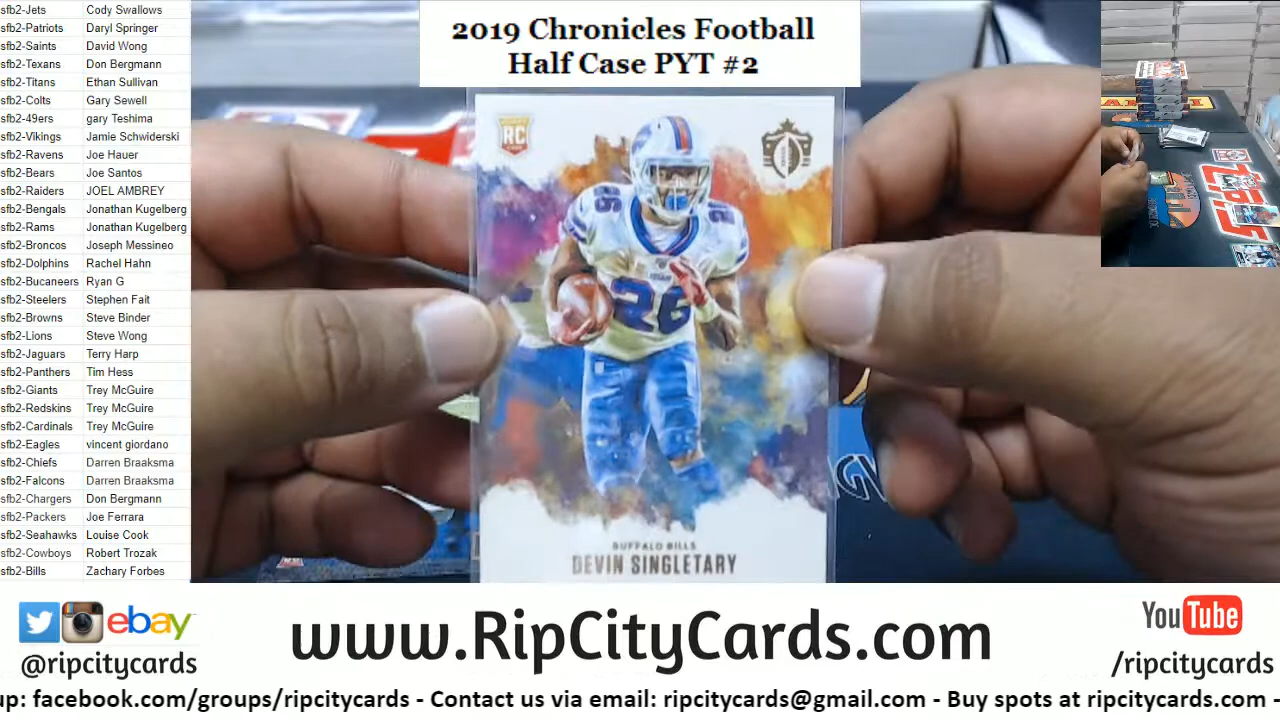 sfb2-Jets Cody Swallows
sfb2-Patriots Daryl Springer
sfb2-Saints David Wong
sfb2-Texans Don Bergmann
sfb2-Titans Ethan Sullivan
sfb2-Colts Gary Sewell
sfb2-49ers gary Teshima
sfb2-Vikings Jamie Schwiderski
sfb2-Ravens Joe Hauer
sfb2-Bears Joe Santos
sfb2-Raiders JOEL AMBREY
sfb2-Bengals Jonathan Kugelberg
sfb2-Rams Jonathan Kugelberg
sfb2-Broncos Joseph Messineo
sfb2-Dolphins Rachel Hahn
sfb2-Bucaneers Ryan G
sfb2-Steelers Stephen Fait
sfb2-Browns Steve Binder
sfb2-Lions Steve Wong
sfb2-Jaguars Terry Harp
sfb2-Panthers Tim Hess
sfb2-Giants Trey McGuire
sfb2-Redskins Trey McGuire
sfb2-Cardinals Trey McGuire
sfb2-Eagles vincent giordano
sfb2-Chiefs Darren Braaksma
sfb2-Falcons Darren Braaksma
sfb2-Chargers Don Bergmann
sfb2-Packers Joe Ferrara
sfb2-Seahawks Louise Cook
sfb2-Cowboys Robert Trozak
sfb2-Bills Zachary Forbes
2019 Chronicles Football
Half Case PYT #2
RC
26
26
26
BUFFALO BILLS
DEVIN SINGLETARY
ebay
@ripcitycards
www.RipCityCards.com
YouTube
/ripcitycards
up: facebook.com/groups/ripcitycards - Contact us via email: ripcitycards@gmail.com - Buy spots at ripcitycards.com -